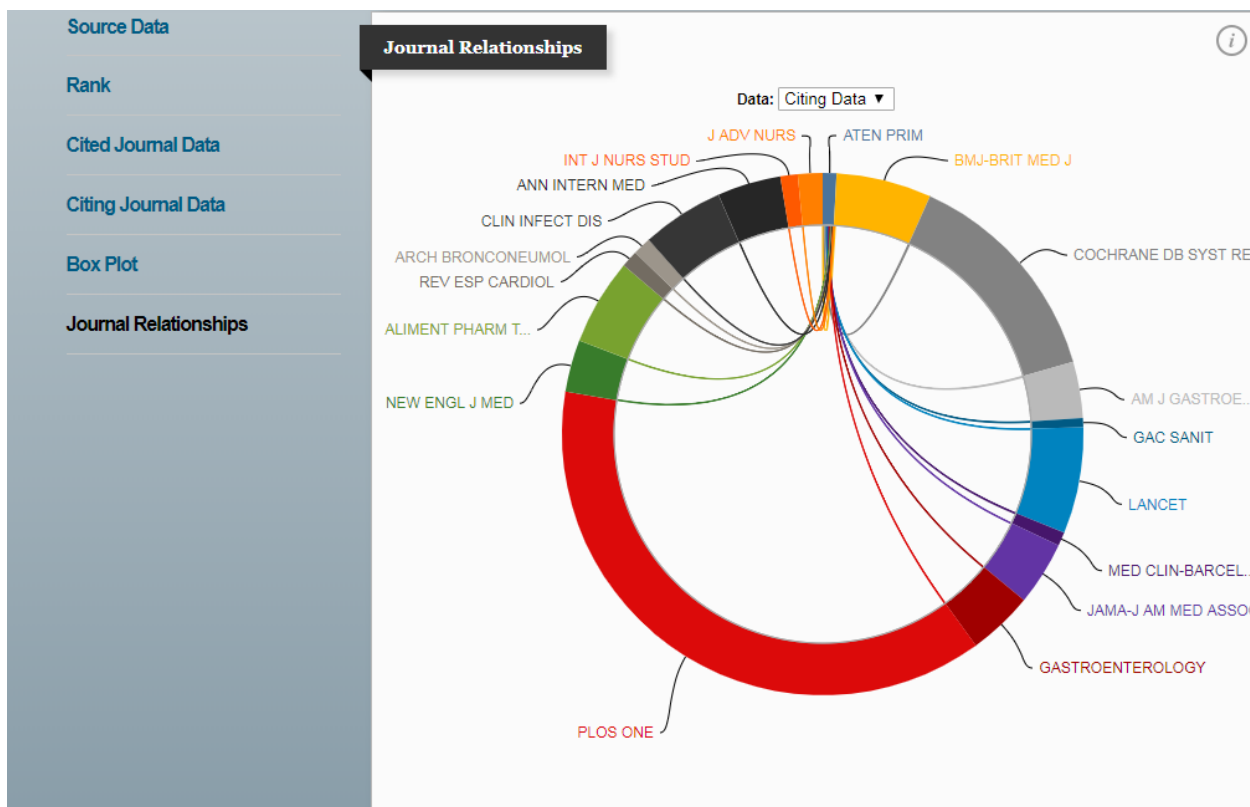 Source Data
Rank
Cited Journal Data
Citing Journal Data
Box Plot
Journal Relationships
Journal Relationships
i
Data: Citing Data ▼
J ADV NURS
ATEN PRIM
INT J NURS STUD
BMJ-BRIT MED J
ANN INTERN MED
CLIN INFECT DIS
ARCH BRONCONEUMOL
COCHRANE DB SYST RE
REV ESP CARDIOL
ALIMENT PHARM T...
NEW ENGL J MED
AM J GASTROE...
GAC SANIT
LANCET
MED CLIN-BARCEL...
JAMA-J AM MED ASSO
GASTROENTEROLOGY
PLOS ONE